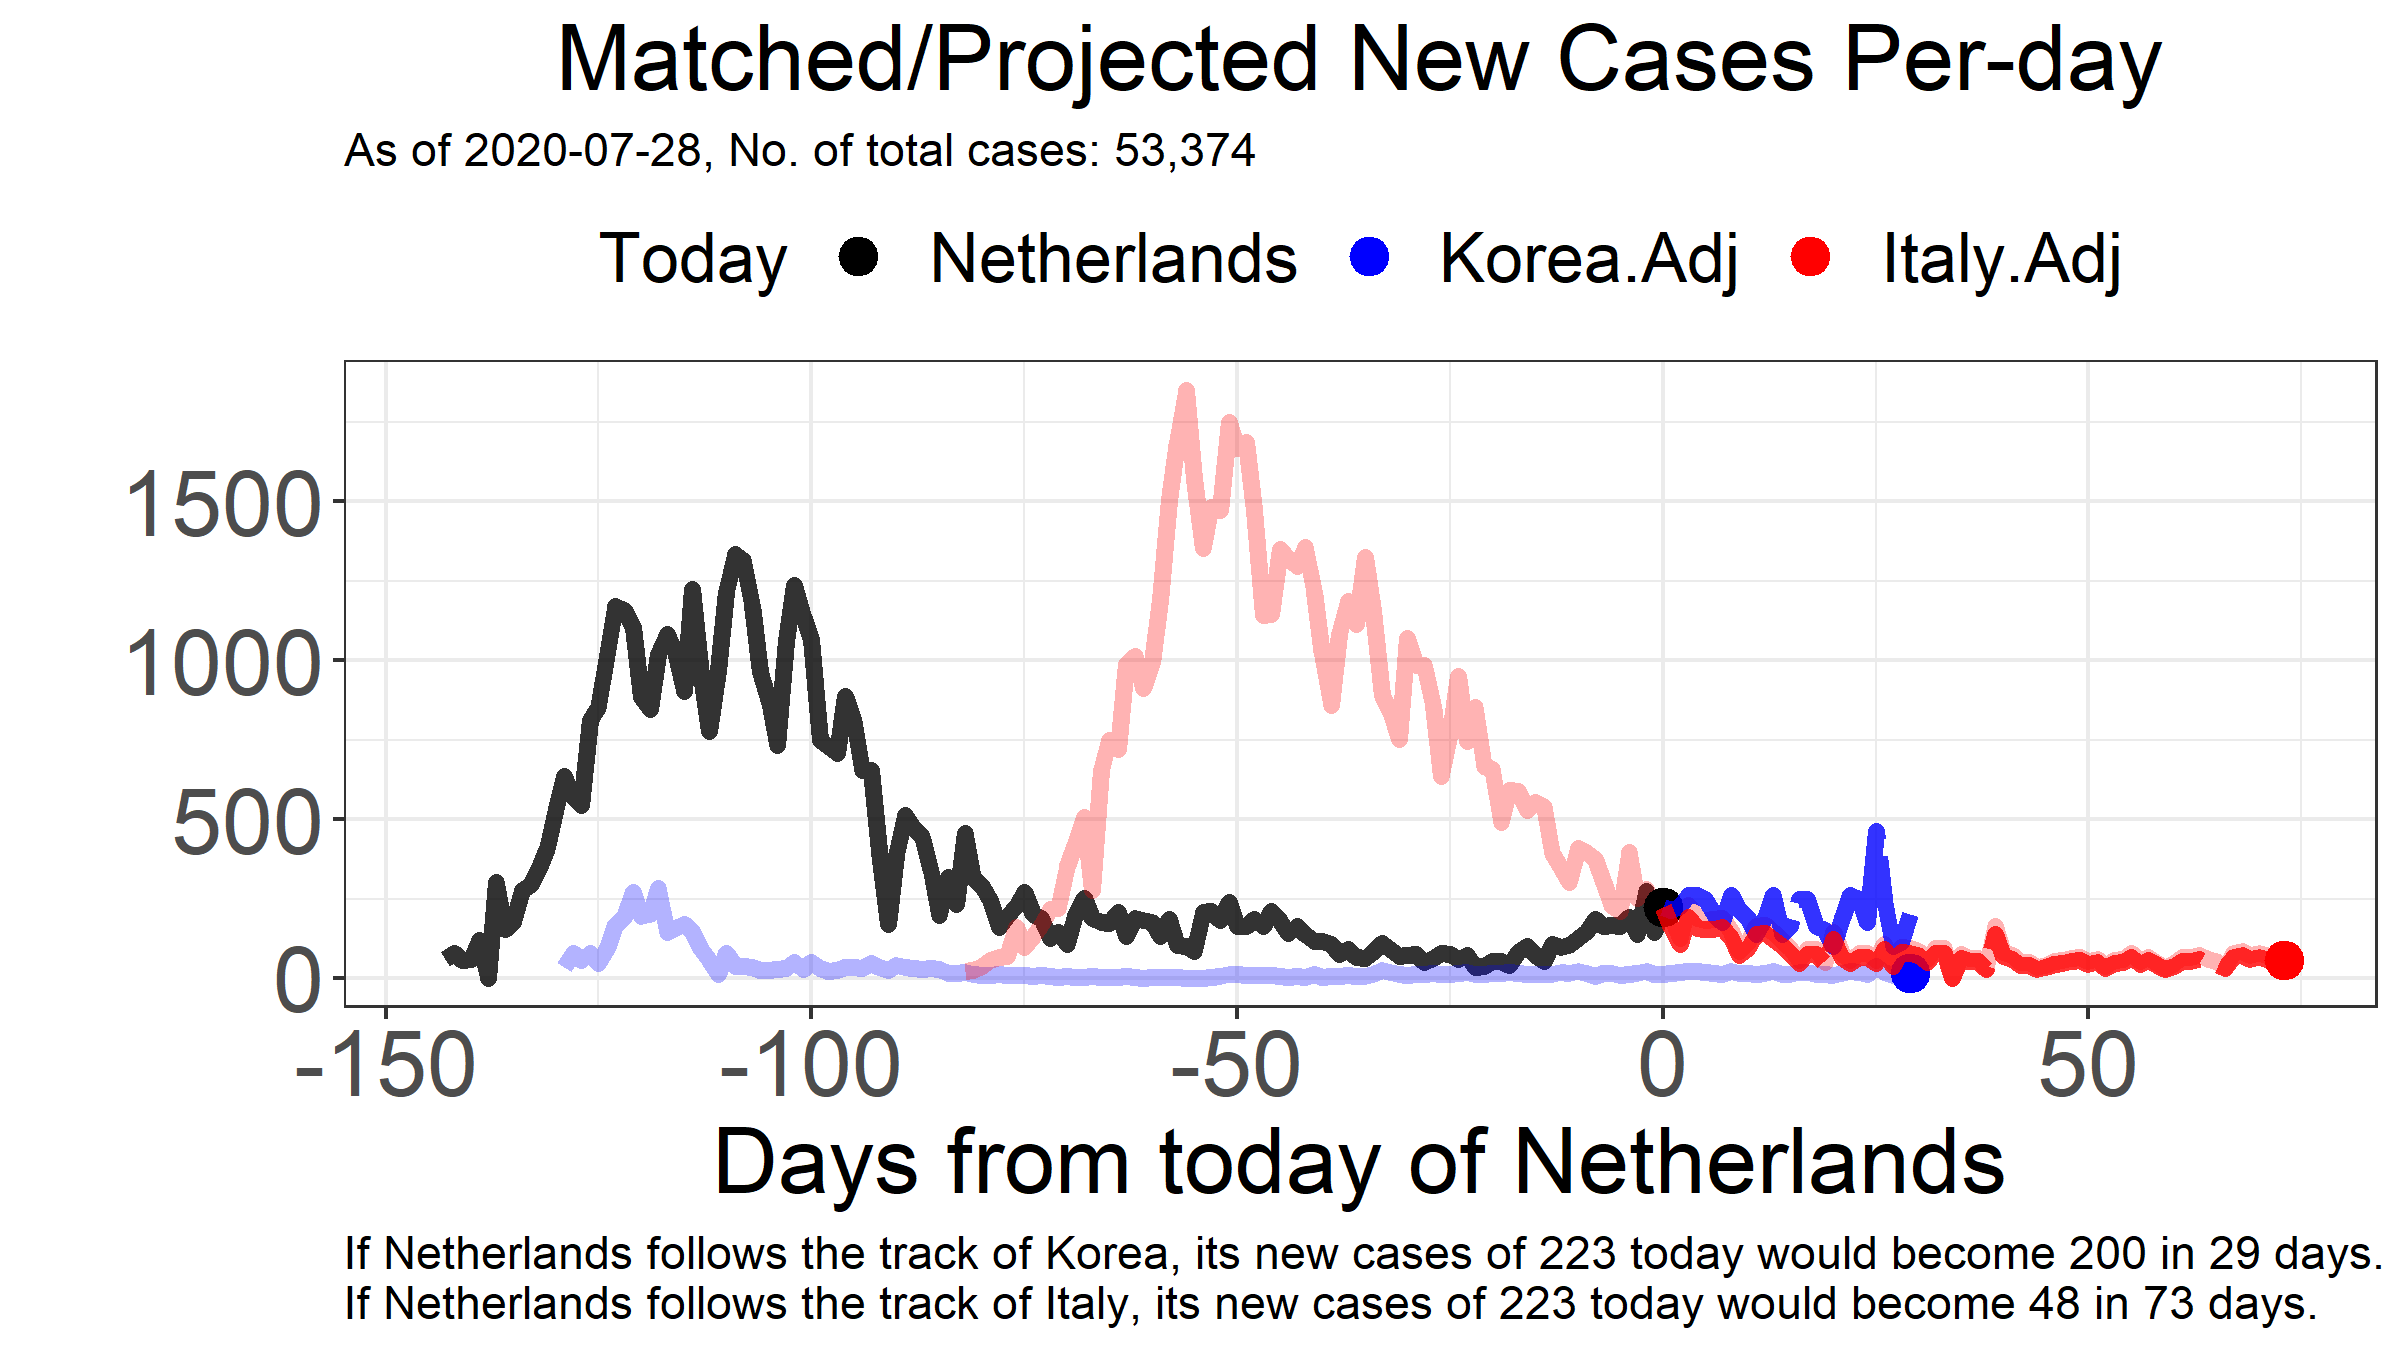 Matched/Projected New Cases Per-day
As of 2020-07-28, No. of total cases: 53,374
Today Netherlands Korea.Adj Italy.Adj
1500
1000
500
0
-150 -100 -50 0 50
Days from today of Netherlands
If Netherlands follows the track of Korea, its new cases of 223 today would become 200 in 29 days.
If Netherlands follows the track of Italy, its new cases of 223 today would become 48 in 73 days.